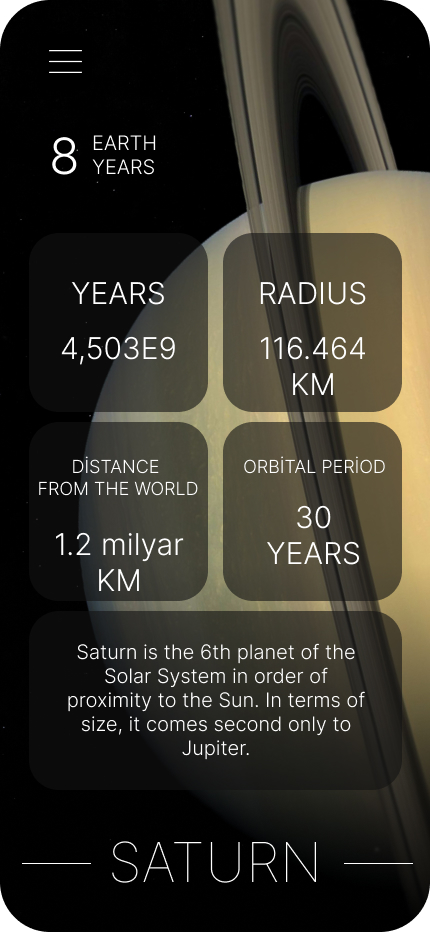 8 EARTH
YEARS
YEARS
4,503E9
RADIUS
116.464
KM
DİSTANCE
FROM THE WORLD
1.2 milyar
KM
ORBİTAL PERİOD
30
YEARS
Saturn is the 6th planet of the
Solar System in order of
proximity to the Sun. In terms of
size, it comes second only to
Jupiter.
SATURN